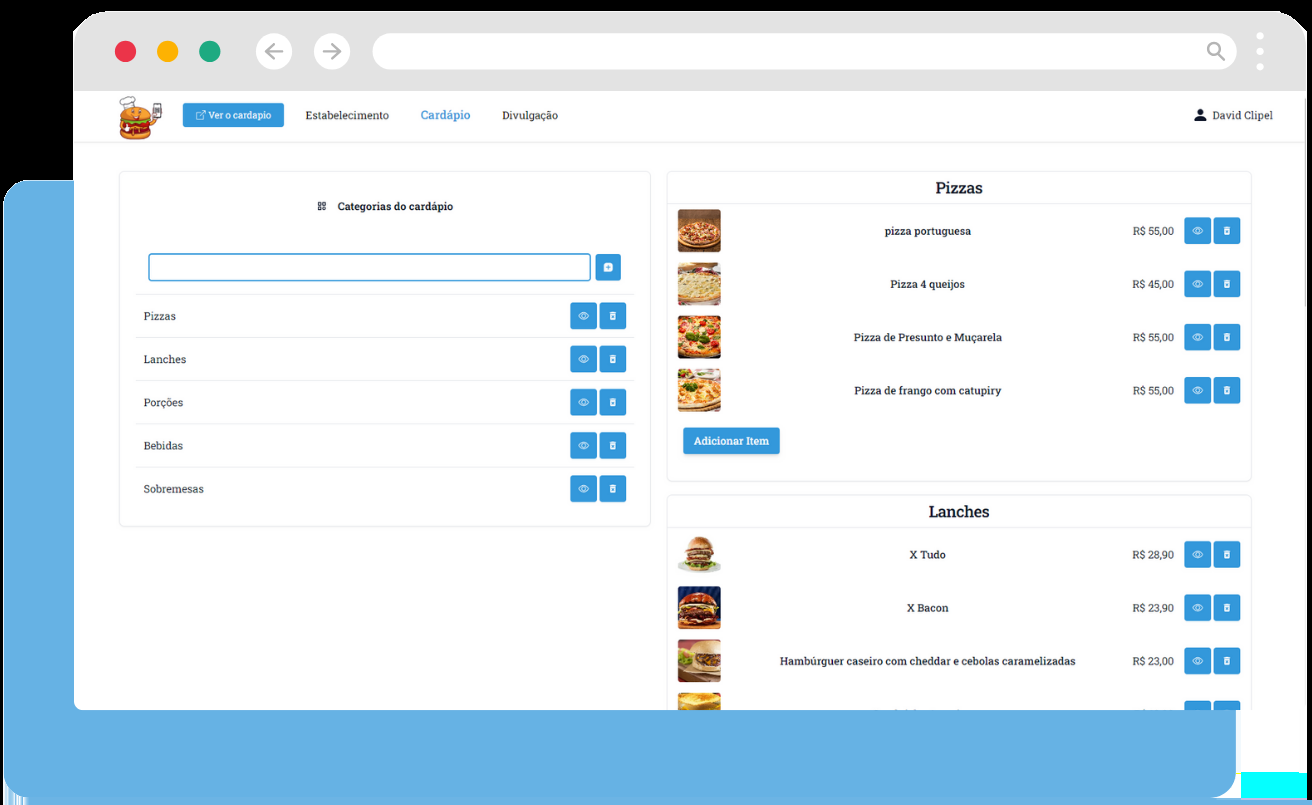 Ver o cardapio
Estabelecimento
Cardápio
Divulgação
David Clipel
Categorias do cardápio
Pizzas
Lanches
Porções
Bebidas
Sobremesas
Pizzas
pizza portuguesa R$ 55,00
Pizza 4 queijos R$ 45,00
Pizza de Presunto e Muçarela R$ 55,00
Pizza de frango com catupiry R$ 55,00
Adicionar Item
Lanches
X Tudo R$ 28,90
X Bacon R$ 23,90
Hambúrguer caseiro com cheddar e cebolas caramelizadas R$ 23,00